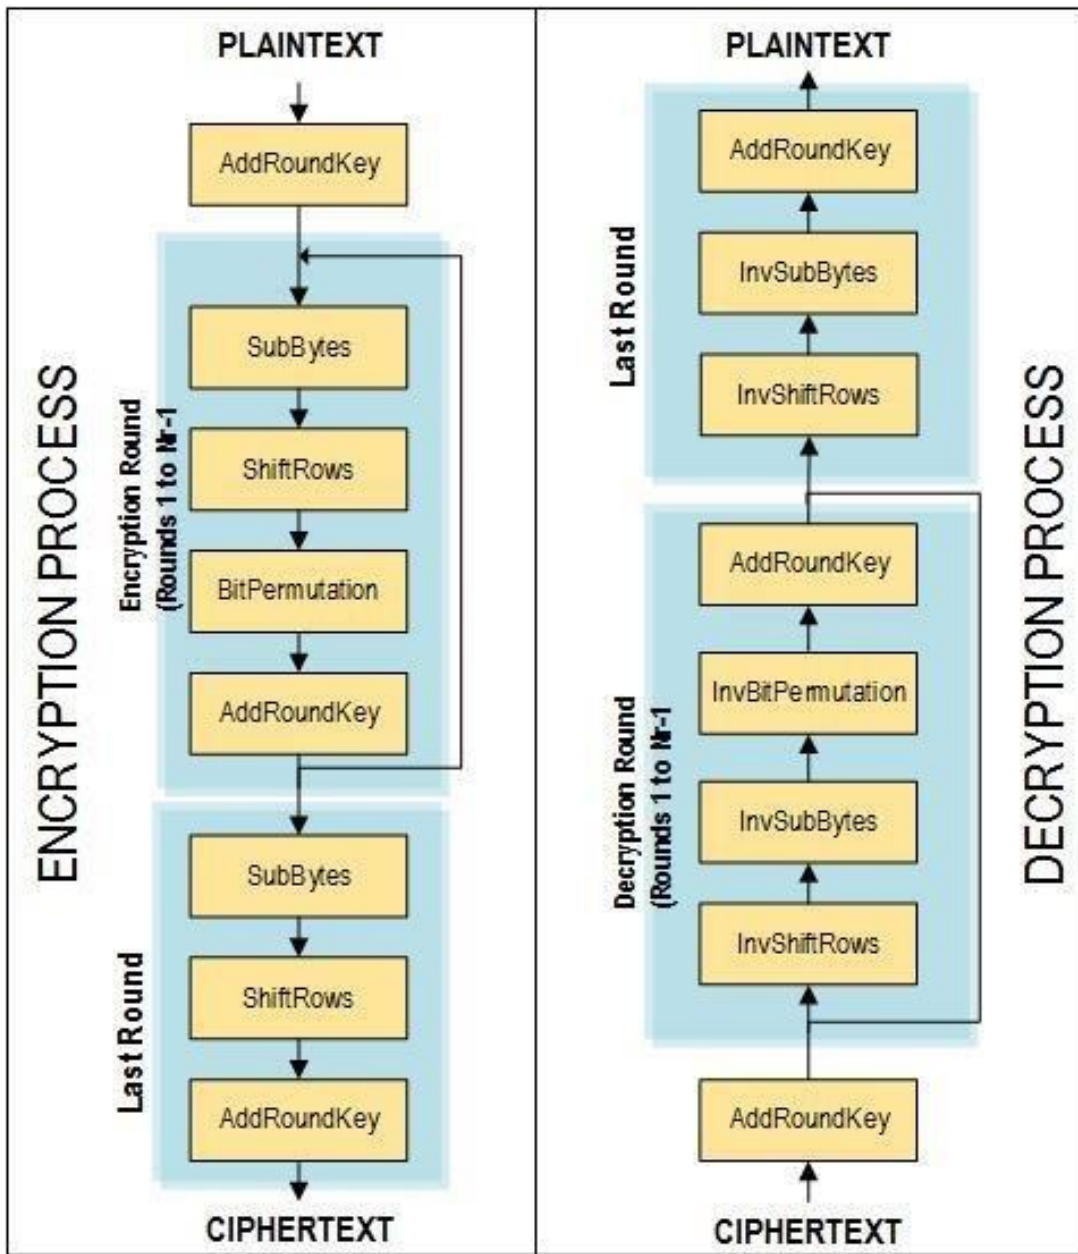 PLAINTEXT
AddRoundKey
SubBytes
ShiftRows
BitPermutation
AddRoundKey
SubBytes
ShiftRows
AddRoundKey
CIPHERTEXT
ENCRYPTION PROCESS
Encryption Round
(Rounds 1 to Nr-1
Last Round
PLAINTEXT
AddRoundKey
InvSubBytes
InvShiftRows
AddRoundKey
InvBitPermutation
InvSubBytes
InvShiftRows
AddRoundKey
CIPHERTEXT
Last Round
Decryption Round
(Rounds 1 to Nr-1
DECRYPTION PROCESS